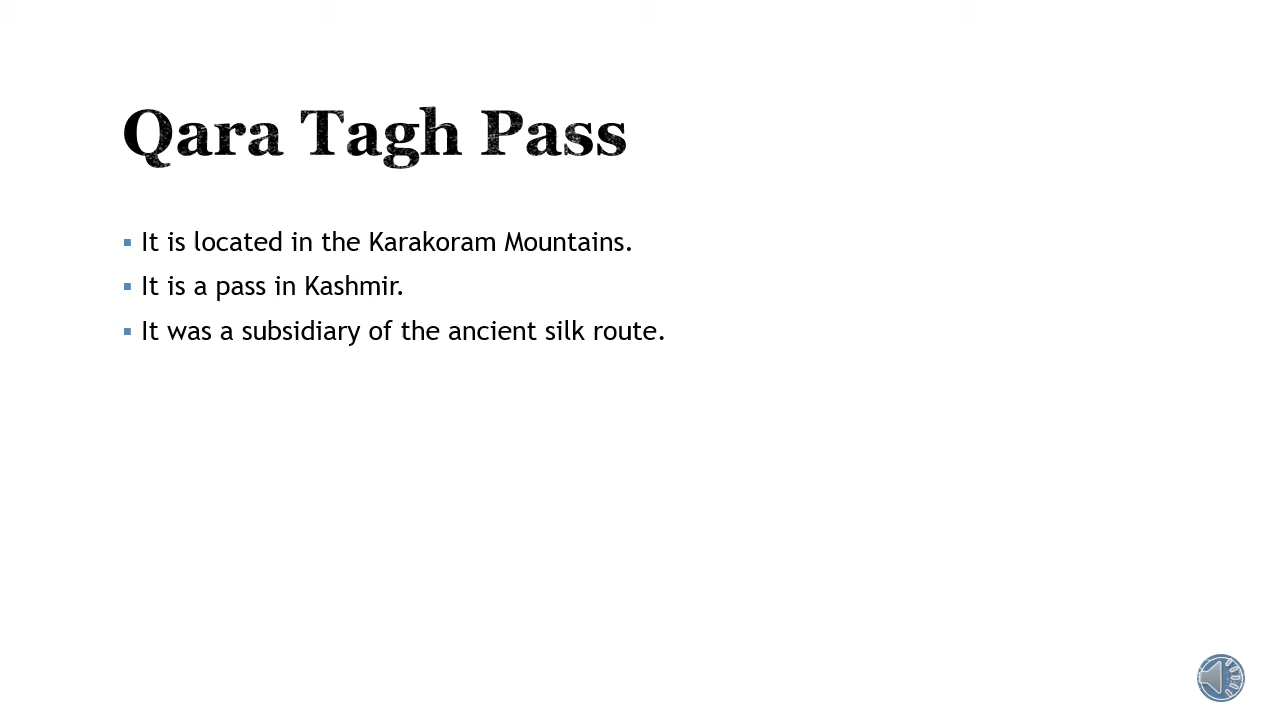 Qara Tagh Pass
It is located in the Karakoram Mountains.
It is a pass in Kashmir.
It was a subsidiary of the ancient silk route.